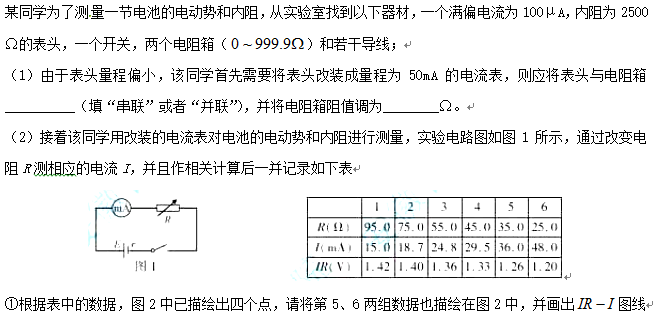 某同学为了测量一节电池的电动势和内阻，从实验室找到以下器材，一个满偏电流为 100μA，内阻为 2500
Ω的表头，一个开关，两个电阻箱（0~999.9Ω）和若干导线；
（1）由于表头量程偏小，该同学首先需要将表头改装成量程为 50mA 的电流表，则应将表头与电阻箱
__________（填“串联”或者“并联”），并将电阻箱阻值调为________Ω。
（2）接着该同学用改装的电流表对电池的电动势和内阻进行测量，实验电路图如图 1 所示，通过改变电
阻 R 测相应的电流 I，并且作相关计算后一并记录如下表
mA R
E r
图1
1 2 3 4 5 6
R(Ω) 95.0 75.0 55.0 45.0 35.0 25.0
I(mA) 15.0 18.7 24.8 29.5 36.0 48.0
IR(V) 1.42 1.40 1.36 1.33 1.26 1.20
①根据表中的数据，图 2 中已描绘出四个点，请将第 5、6 两组数据也描绘在图 2 中，并画出 IR－I 图线